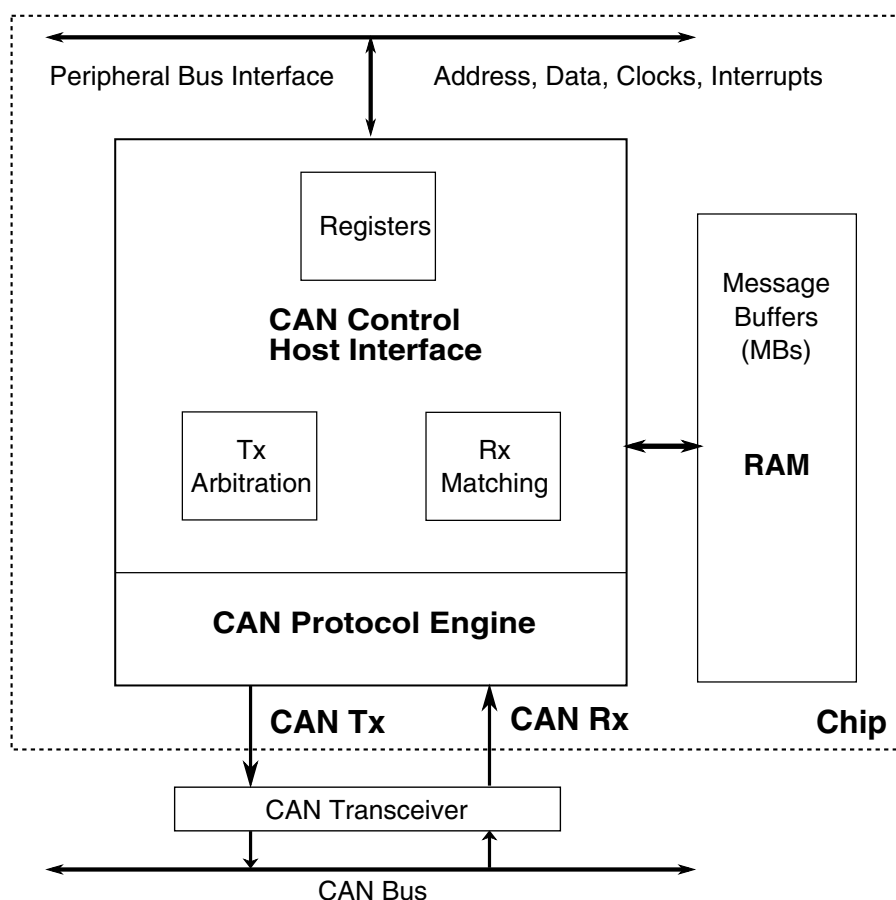 Peripheral Bus Interface
Address, Data, Clocks, Interrupts
Registers
CAN Control
Host Interface
Message
Buffers
(MBs)
Tx
Arbitration
Rx
Matching
RAM
CAN Protocol Engine
CAN Tx
CAN Rx
Chip
CAN Transceiver
CAN Bus